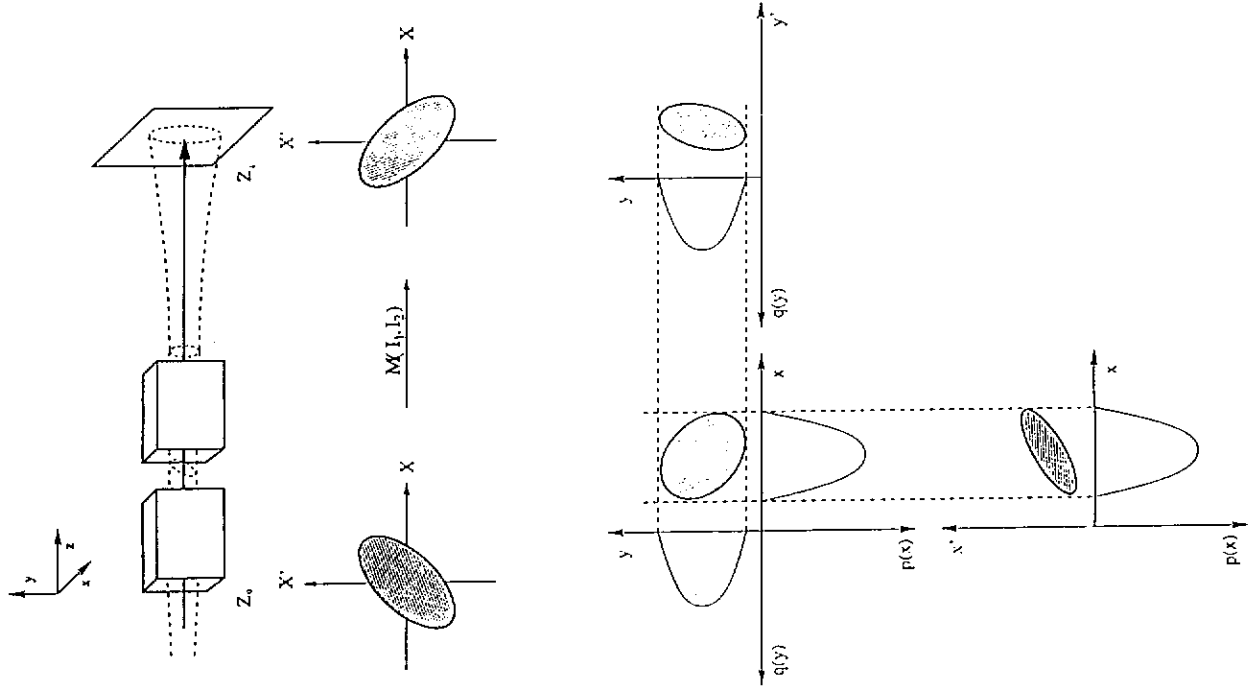 y
z
x
Z₀
Z₁
X'
X
M(I₁,I₂)
X'
X
y
q(y)
x
p(x)
y
q(y)
y'
x'
x
p(x)